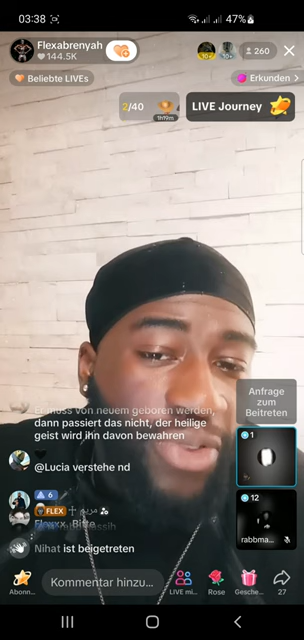 03:38
47%
Flexabrenyah
144.5K
260
Beliebte LIVEs
Erkunden >
2/40
1h19m
LIVE Journey
Anfrage
zum
Beitreten
von neuem geboren werden,
dann passiert das nicht, der heilige
geist wird ihn davon bewahren
@Lucia verstehe nd
1
6
FLEX
مريم
Bitte
12
rabbma...
Nihat ist beigetreten
Kommentar hinzu...
Abonn...
LIVE mi...
Rose
Gesche...
27